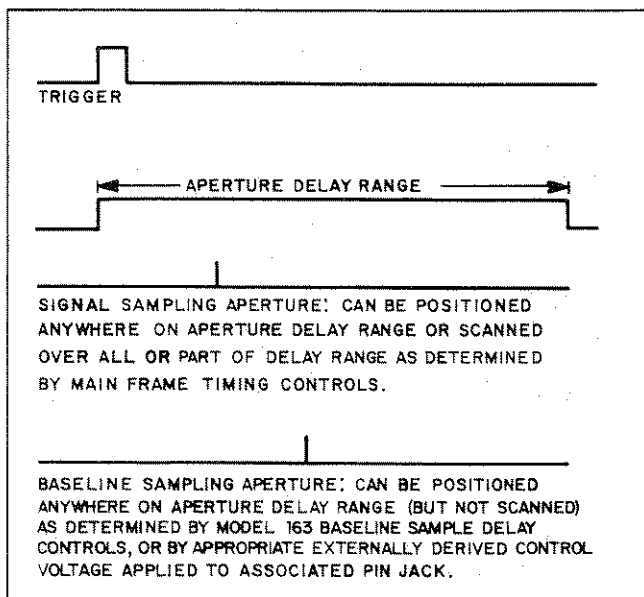 TRIGGER
APERTURE DELAY RANGE
SIGNAL SAMPLING APERTURE: CAN BE POSITIONED
ANYWHERE ON APERTURE DELAY RANGE OR SCANNED
OVER ALL OR PART OF DELAY RANGE AS DETERMINED
BY MAIN FRAME TIMING CONTROLS.
BASELINE SAMPLING APERTURE: CAN BE POSITIONED
ANYWHERE ON APERTURE DELAY RANGE (BUT NOT SCANNED)
AS DETERMINED BY MODEL 163 BASELINE SAMPLE DELAY
CONTROLS, OR BY APPROPRIATE EXTERNALLY DERIVED CONTROL
VOLTAGE APPLIED TO ASSOCIATED PIN JACK.